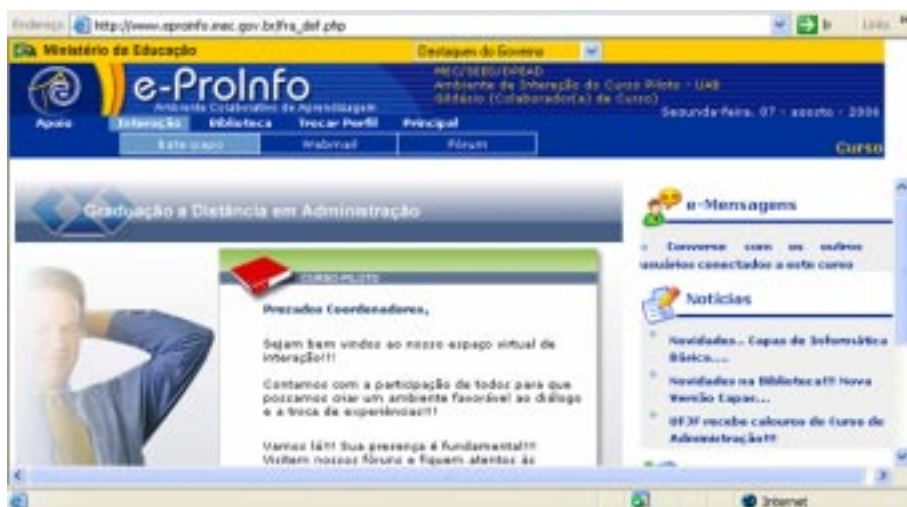 Endereço http://www.eproinfo.mec.gov.br/fra_def.php Links
Ministério da Educação Destaques do Governo
e-ProInfo
Ambiente Colaborativo de Aprendizagem
MEC/SEED/DPEAD
Ambiente de Interação do Curso Piloto - UAB
(Colaborador(a) de Curso)
Segunda-feira, 07 - agosto - 2006
Apoio Interação Biblioteca Trocar Perfil Principal
Bate-papo Webmail Fórum
Curso
Graduação a Distância em Administração
CURSO PILOTO
Prezados Coordenadores,
Sejam bem vindos ao nosso espaço virtual de
interação!!!
Contamos com a participação de todos para que
possamos criar um ambiente favorável ao diálogo
e a troca de experiências!!!
Vamos lá!!! Sua presença é fundamental!!!
Visitem nossos fóruns e fiquem atentos às
e-Mensagens
Converse com os outros
usuários conectados a este curso
Notícias
Novidades.. Capas de Informática
Básica....
Novidades na Biblioteca!!! Nova
Versão Capas...
UFJF recebe calouros do Curso de
Administração!!!
Internet